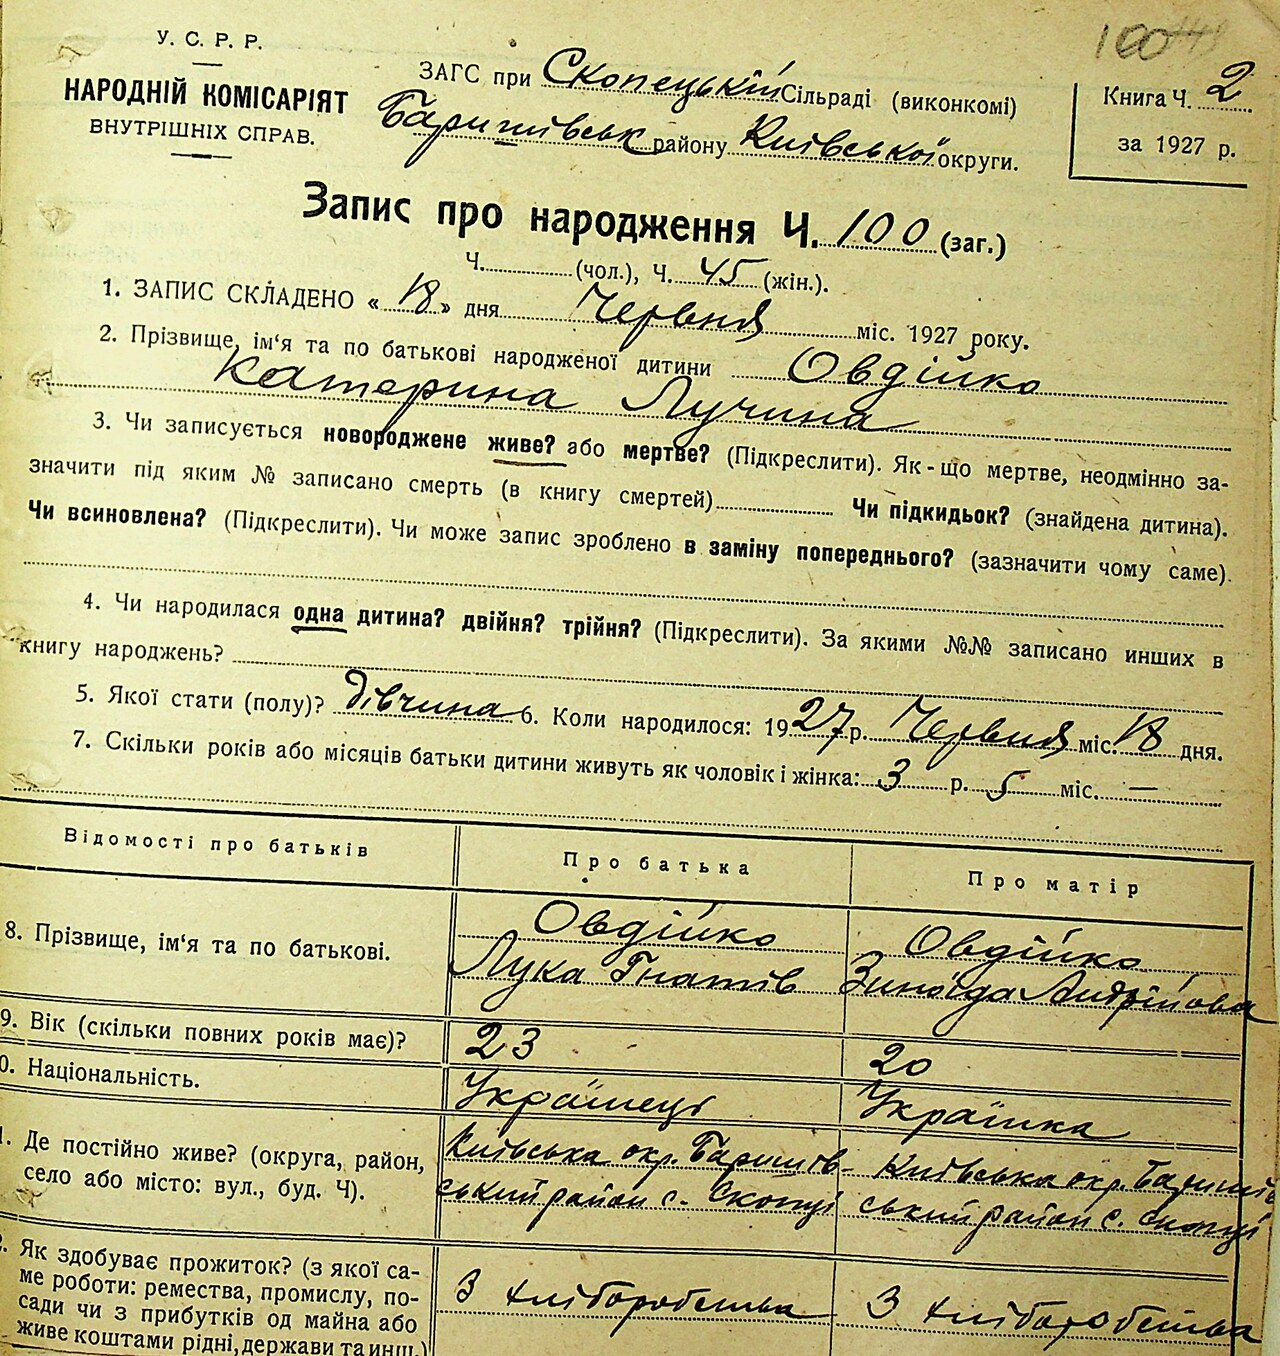 100
У. С. Р. Р.
НАРОДНІЙ КОМІСАРІЯТ
ВНУТРІШНІХ СПРАВ.
ЗАГС при Скопецькій Сільраді (виконкомі)
Баришівськ району Київської округи.
Книга Ч. 2
за 1927 р.
Запис про народження Ч. 100 (заг.)
Ч. (чол.), Ч. 45 (жін.).
1. ЗАПИС СКЛАДЕНО « 18 » дня Червня міс. 1927 року.
2. Прізвище, ім'я та по батькові народженої дитини Овдійко
Катерина Лучина
3. Чи записується новороджене живе? або мертве? (Підкреслити). Як-що мертве, неодмінно за-
значити під яким № записано смерть (в книгу смертей) Чи підкидьок? (знайдена дитина).
Чи всиновлена? (Підкреслити). Чи може запис зроблено в заміну попереднього? (зазначити чому саме).
4. Чи народилася одна дитина? двійня? трійня? (Підкреслити). За якими №№ записано инших в
книгу народжень?
5. Якої стати (полу)? дівчина 6. Коли народилося: 1927 р. Червня міс. 18 дня.
7. Скільки років або місяців батьки дитини живуть як чоловік і жінка: 3 р. 5 міс. —
Відомості про батьків
Про батька
Про матір
8. Прізвище, ім'я та по батькові.
Овдійко
Лука Гнатів
Овдійко
Зиноїда Андрійова
9. Вік (скільки повних років має)?
23
20
0. Національність.
Українець
Українка
1. Де постійно живе? (округа, район,
село або місто: вул., буд. Ч).
Київська окр. Баришів-
ський район с. Скопці
Київська окр. Баришів
ський район с. Скопці
2. Як здобуває прожиток? (з якої са-
ме роботи: ремества, промислу, по-
сади чи з прибутків од майна або
живе коштами рідні, держави та инш.)
З хліборобства
З хліборобства